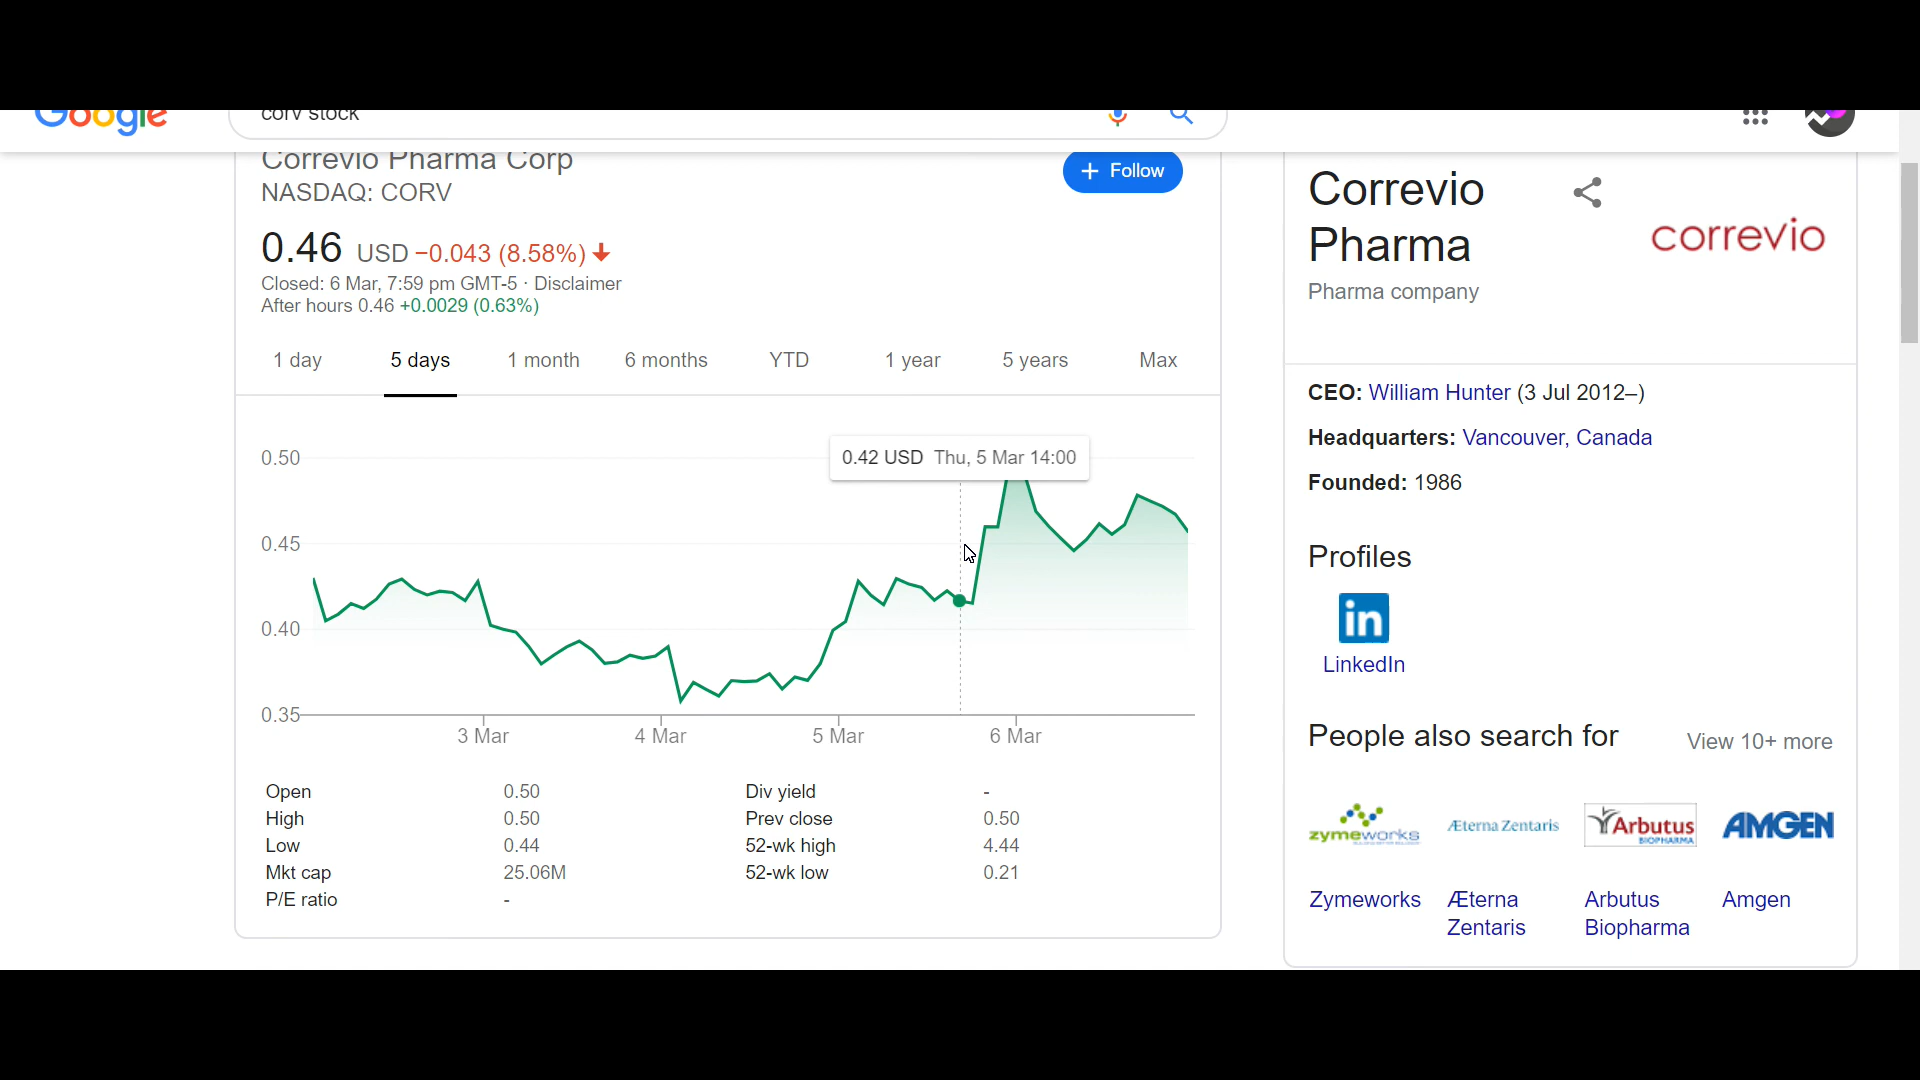 Google
corv stock
Correvio Pharma Corp
NASDAQ: CORV
+ Follow
0.46 USD −0.043 (8.58%)
Closed: 6 Mar, 7:59 pm GMT-5 · Disclaimer
After hours 0.46 +0.0029 (0.63%)
1 day 5 days 1 month 6 months YTD 1 year 5 years Max
0.42 USD Thu, 5 Mar 14:00
0.50
0.45
0.40
0.35
3 Mar 4 Mar 5 Mar 6 Mar
Open 0.50 Div yield -
High 0.50 Prev close 0.50
Low 0.44 52-wk high 4.44
Mkt cap 25.06M 52-wk low 0.21
P/E ratio -
Correvio
Pharma
Pharma company
correvio
CEO: William Hunter (3 Jul 2012–)
Headquarters: Vancouver, Canada
Founded: 1986
Profiles
in
LinkedIn
People also search for
View 10+ more
zymeworks Æterna Zentaris Arbutus BIOPHARMA AMGEN
Zymeworks Æterna Zentaris Arbutus Biopharma Amgen